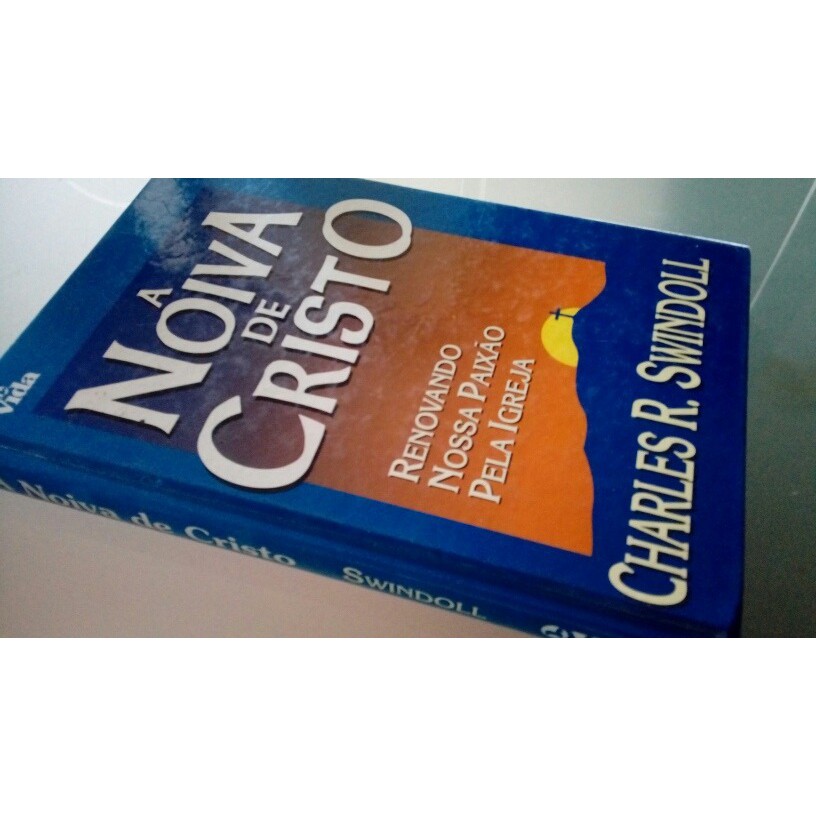 A
NOIVA
DE
CRISTO
RENOVANDO
NOSSA PAIXÃO
PELA IGREJA
CHARLES R. SWINDOLL
Vida
A Noiva de Cristo
SWINDOLL